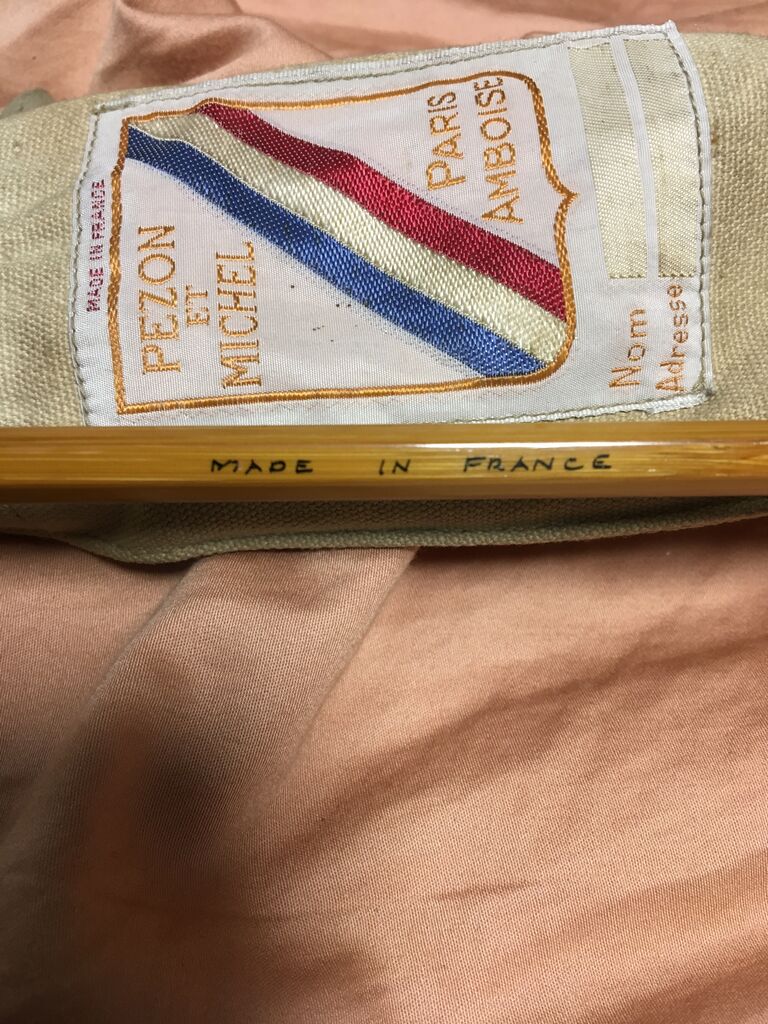 MADE IN FRANCE
PEZON
ET
MICHEL
PARIS
AMBOISE
Nom
Adresse
MADE IN FRANCE